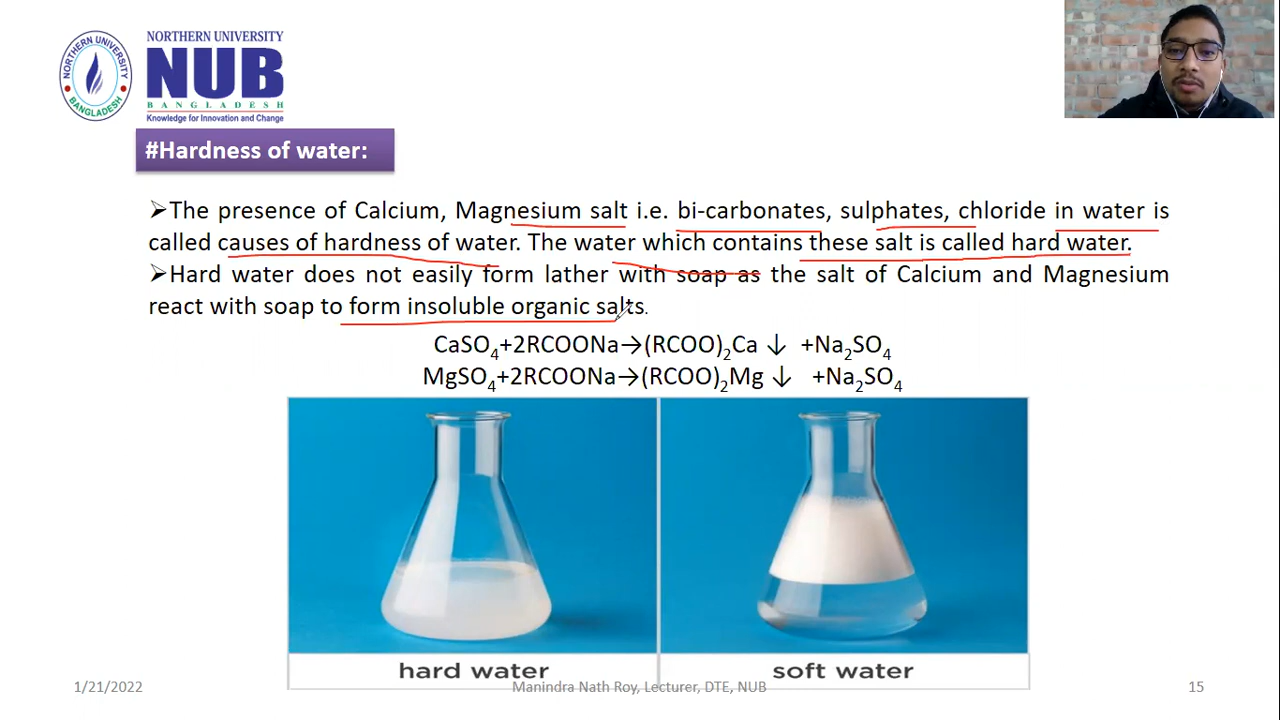 NORTHERN UNIVERSITY
BANGLADESH
NORTHERN UNIVERSITY
NUB
BANGLADESH
Knowledge for Innovation and Change
#Hardness of water:
➢The presence of Calcium, Magnesium salt i.e. bi-carbonates, sulphates, chloride in water is
called causes of hardness of water. The water which contains these salt is called hard water.
➢Hard water does not easily form lather with soap as the salt of Calcium and Magnesium
react with soap to form insoluble organic salts.
CaSO₄+2RCOONa→(RCOO)₂Ca ↓ +Na₂SO₄
MgSO₄+2RCOONa→(RCOO)₂Mg ↓ +Na₂SO₄
hard water soft water
1/21/2022 Manindra Nath Roy, Lecturer, DTE, NUB 15